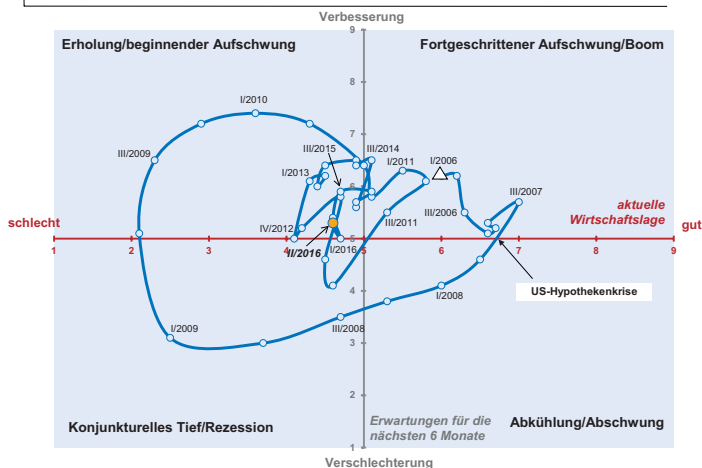 Verbesserung
9
Erholung/beginnender Aufschwung
Fortgeschrittener Aufschwung/Boom
8
I/2010
7
III/2009
III/2015
III/2014
I/2013
I/2011
I/2006
6
III/2007
schlecht
IV/2012
III/2011
III/2006
aktuelle
Wirtschaftslage
gut
1
2
3
4
5
6
7
8
9
II/2016
I/2016
US-Hypothekenkrise
4
I/2008
I/2009
III/2008
3
2
Konjunkturelles Tief/Rezession
Erwartungen für die
nächsten 6 Monate
Abkühlung/Abschwung
1
Verschlechterung